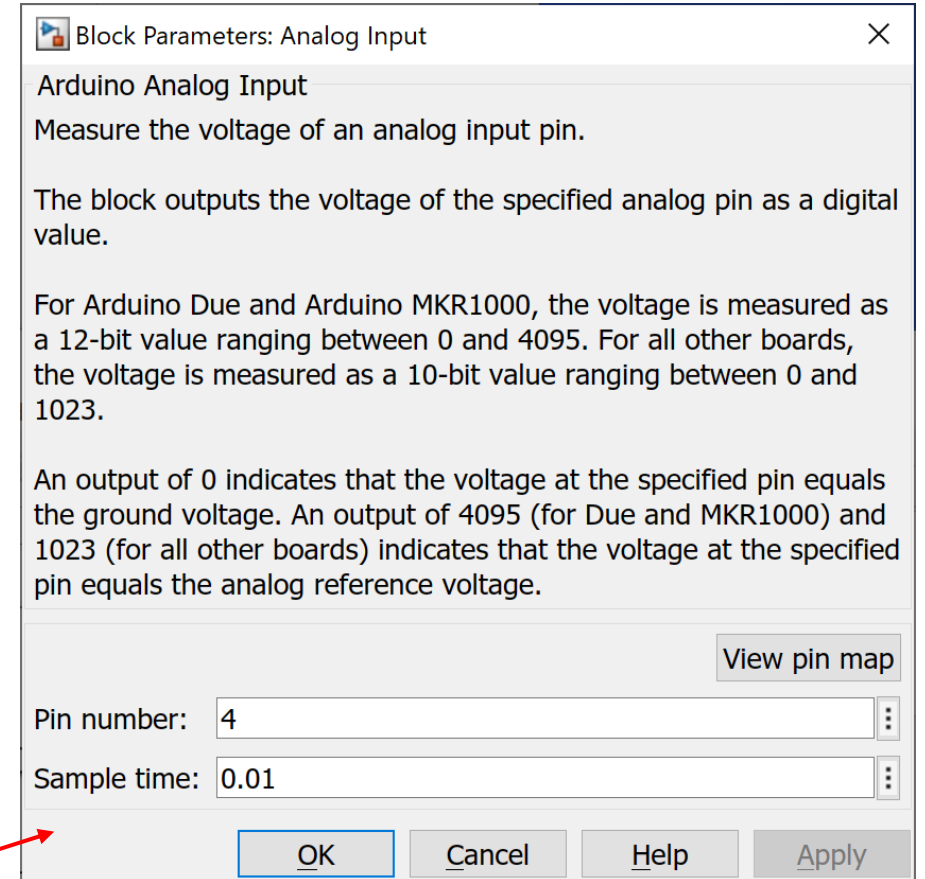 Block Parameters: Analog Input
Arduino Analog Input
Measure the voltage of an analog input pin.
The block outputs the voltage of the specified analog pin as a digital
value.
For Arduino Due and Arduino MKR1000, the voltage is measured as
a 12-bit value ranging between 0 and 4095. For all other boards,
the voltage is measured as a 10-bit value ranging between 0 and
1023.
An output of 0 indicates that the voltage at the specified pin equals
the ground voltage. An output of 4095 (for Due and MKR1000) and
1023 (for all other boards) indicates that the voltage at the specified
pin equals the analog reference voltage.
View pin map
Pin number: 4
Sample time: 0.01
OK Cancel Help Apply